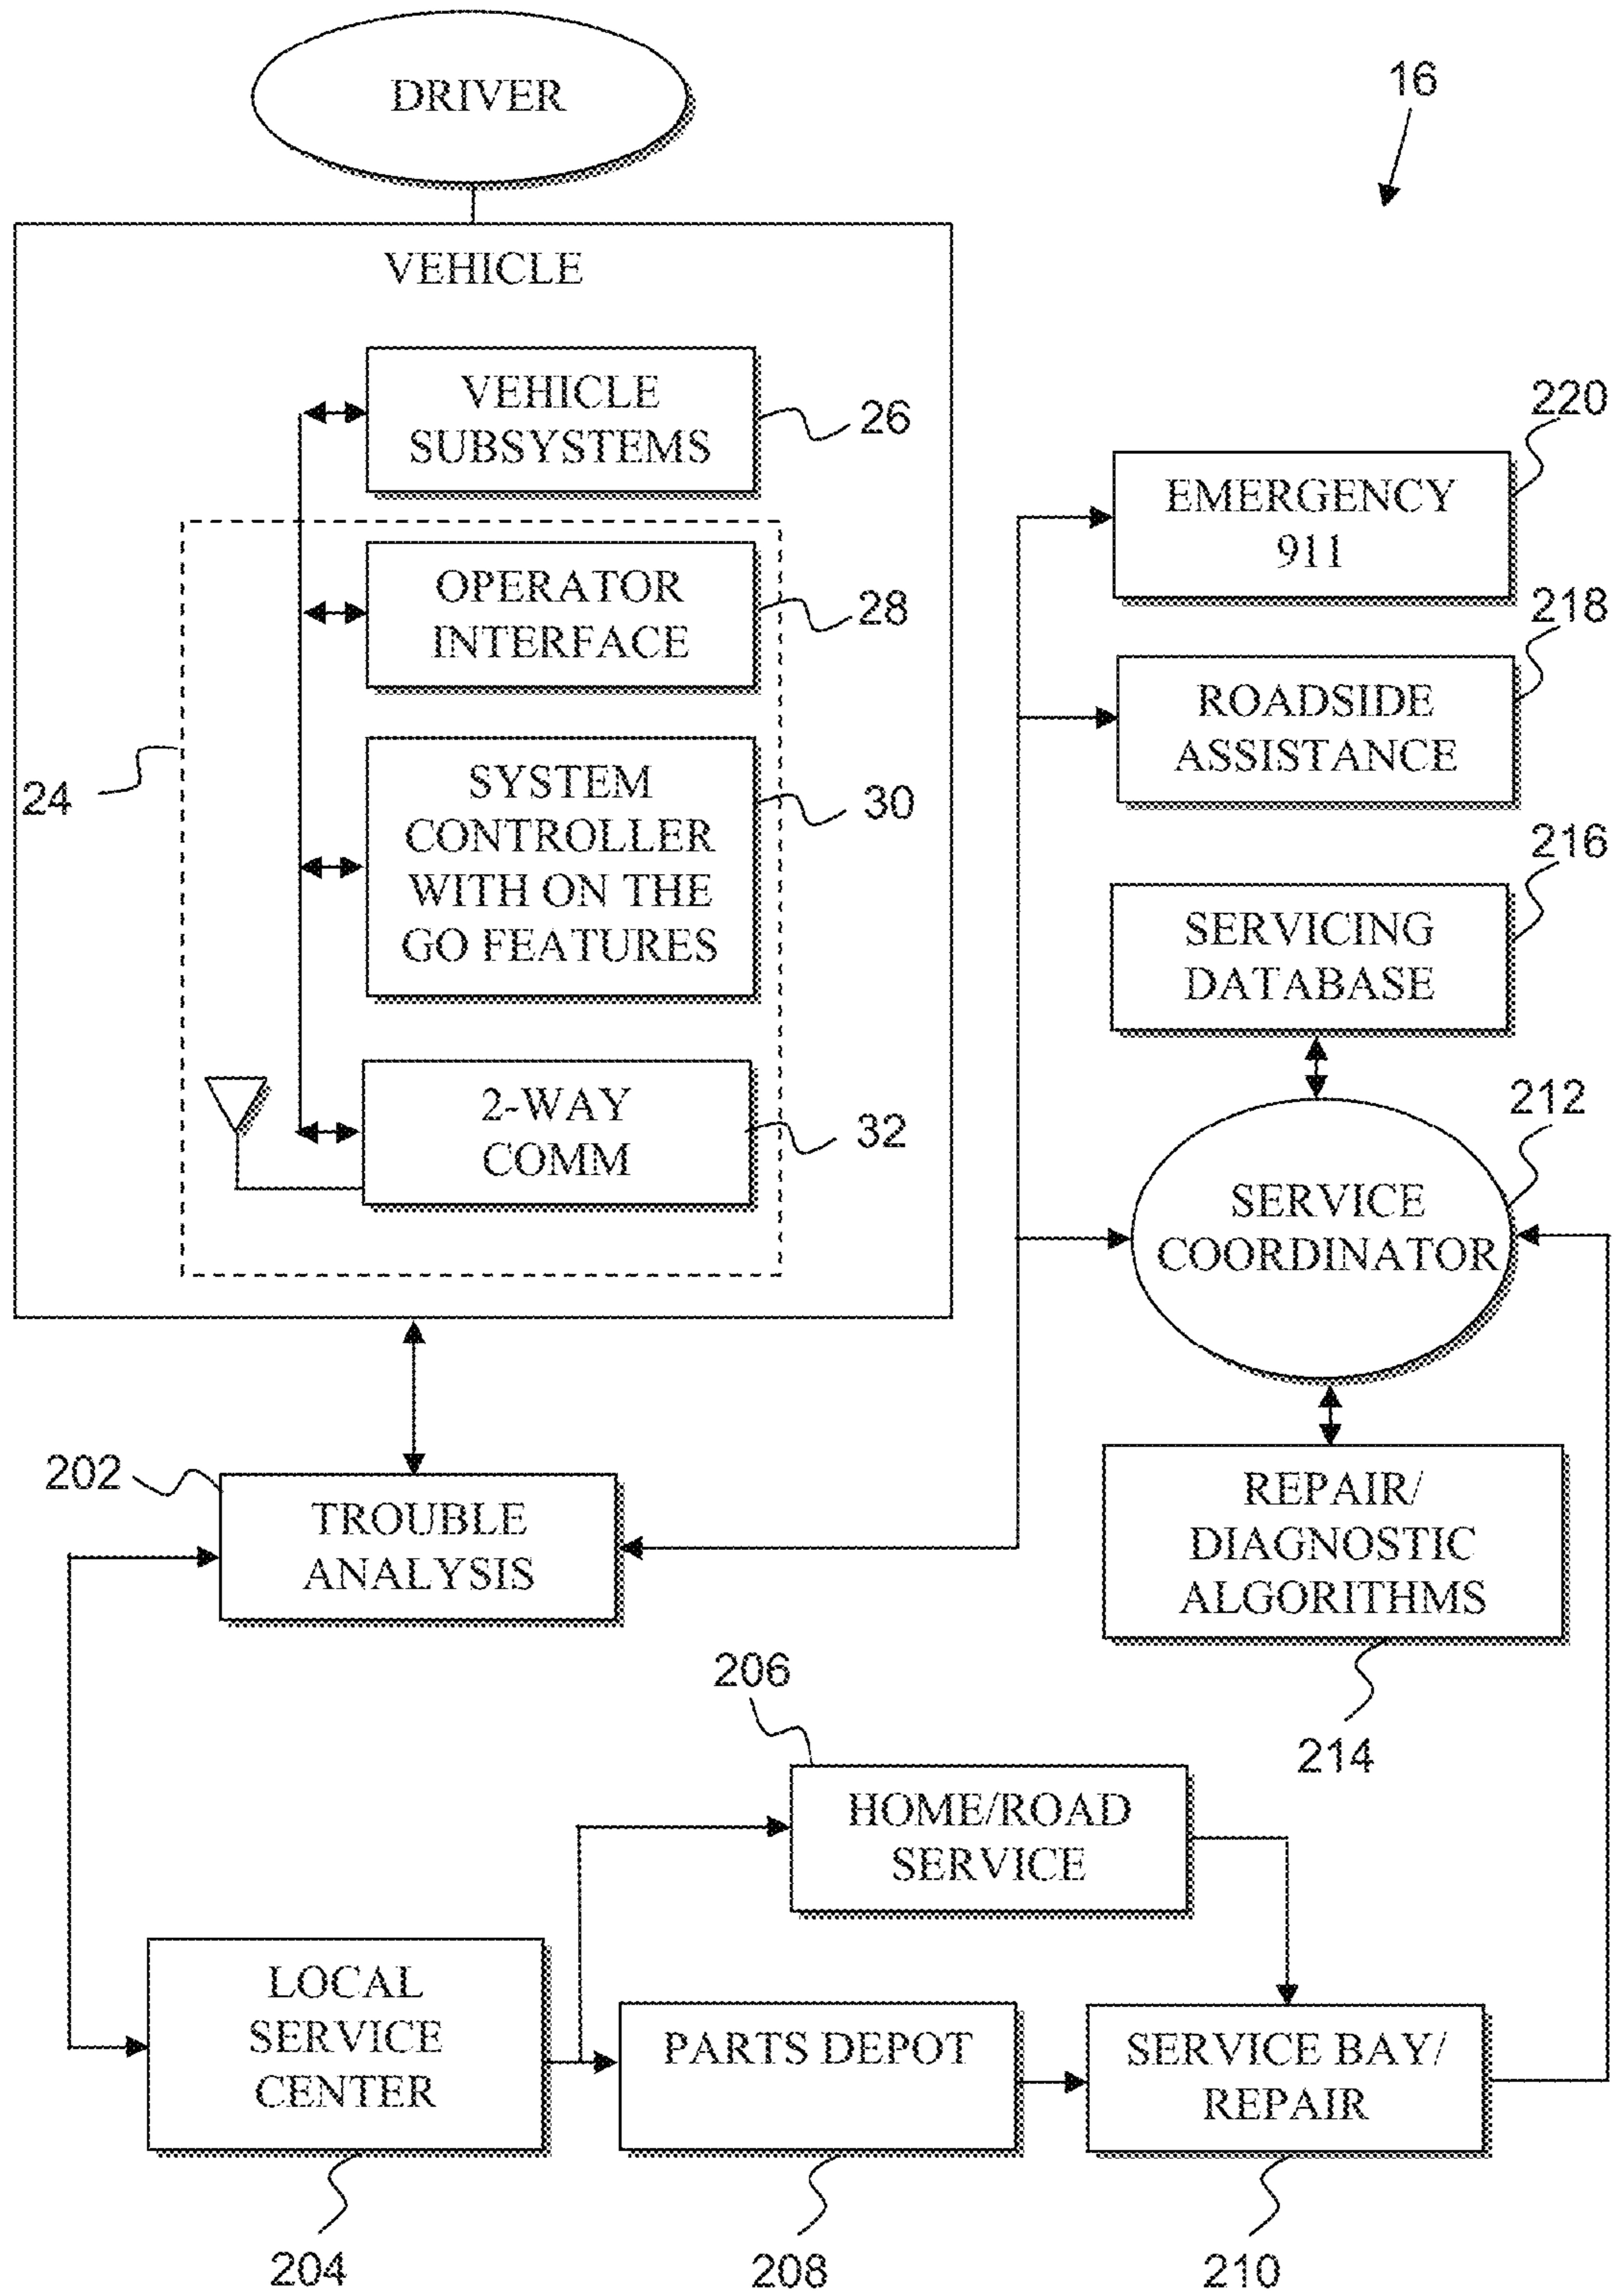 DRIVER
16
VEHICLE
VEHICLE
SUBSYSTEMS
26
OPERATOR
INTERFACE
28
24
SYSTEM
CONTROLLER
WITH ON THE
GO FEATURES
30
2-WAY
COMM
32
220
EMERGENCY
911
218
ROADSIDE
ASSISTANCE
216
SERVICING
DATABASE
212
SERVICE
COORDINATOR
202
TROUBLE
ANALYSIS
REPAIR/
DIAGNOSTIC
ALGORITHMS
214
206
HOME/ROAD
SERVICE
LOCAL
SERVICE
CENTER
204
PARTS DEPOT
208
SERVICE BAY/
REPAIR
210